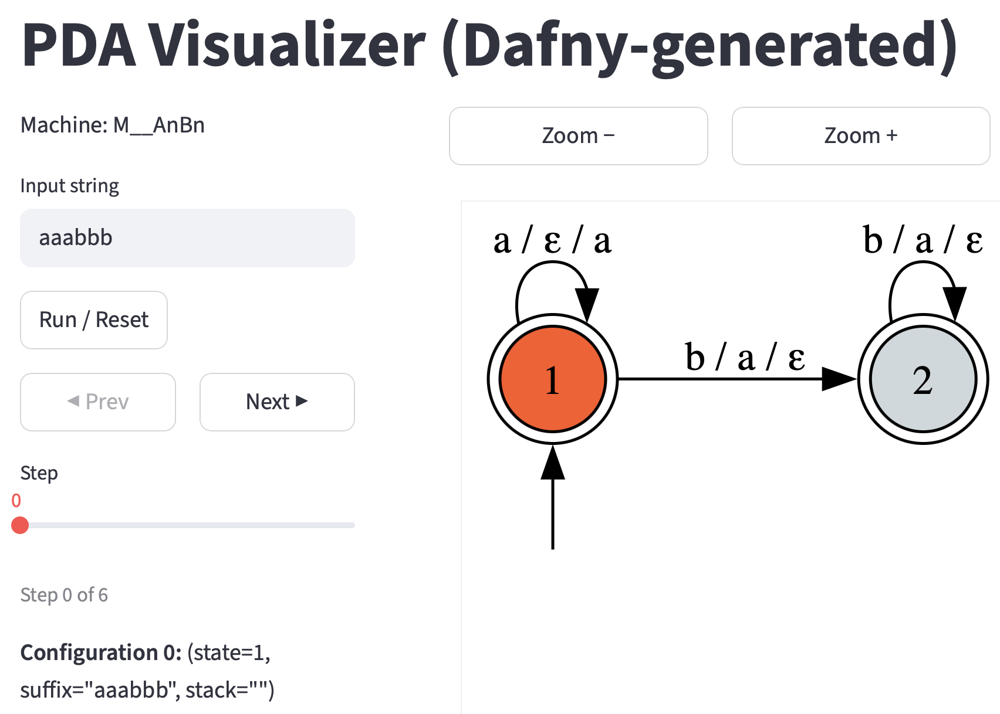 PDA Visualizer (Dafny-generated)
Machine: M__AnBn
Input string
aaabbb
Run / Reset
◀ Prev
Next ▶
Step
0
Step 0 of 6
Configuration 0: (state=1,
suffix="aaabbb", stack="")
Zoom −
Zoom +
a / ε / a
b / a / ε
b / a / ε
1
2